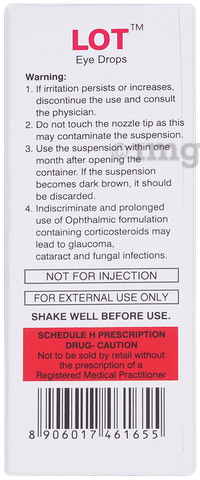 LOT™
Eye Drops
Warning:
1. If irritation persists or increases,
discontinue the use and consult
the physician.
2. Do not touch the nozzle tip as this
may contaminate the suspension.
3. Use the suspension within one
month after opening the
container. If the suspension
becomes dark brown, it should
be discarded.
4. Indiscriminate and prolonged
use of Ophthalmic formulation
containing corticosteroids may
lead to glaucoma,
cataract and fungal infections.
NOT FOR INJECTION
FOR EXTERNAL USE ONLY
SHAKE WELL BEFORE USE.
SCHEDULE H PRESCRIPTION
DRUG- CAUTION
Not to be sold by retail without
the prescription of a
Registered Medical Practitioner
8 906017 461655